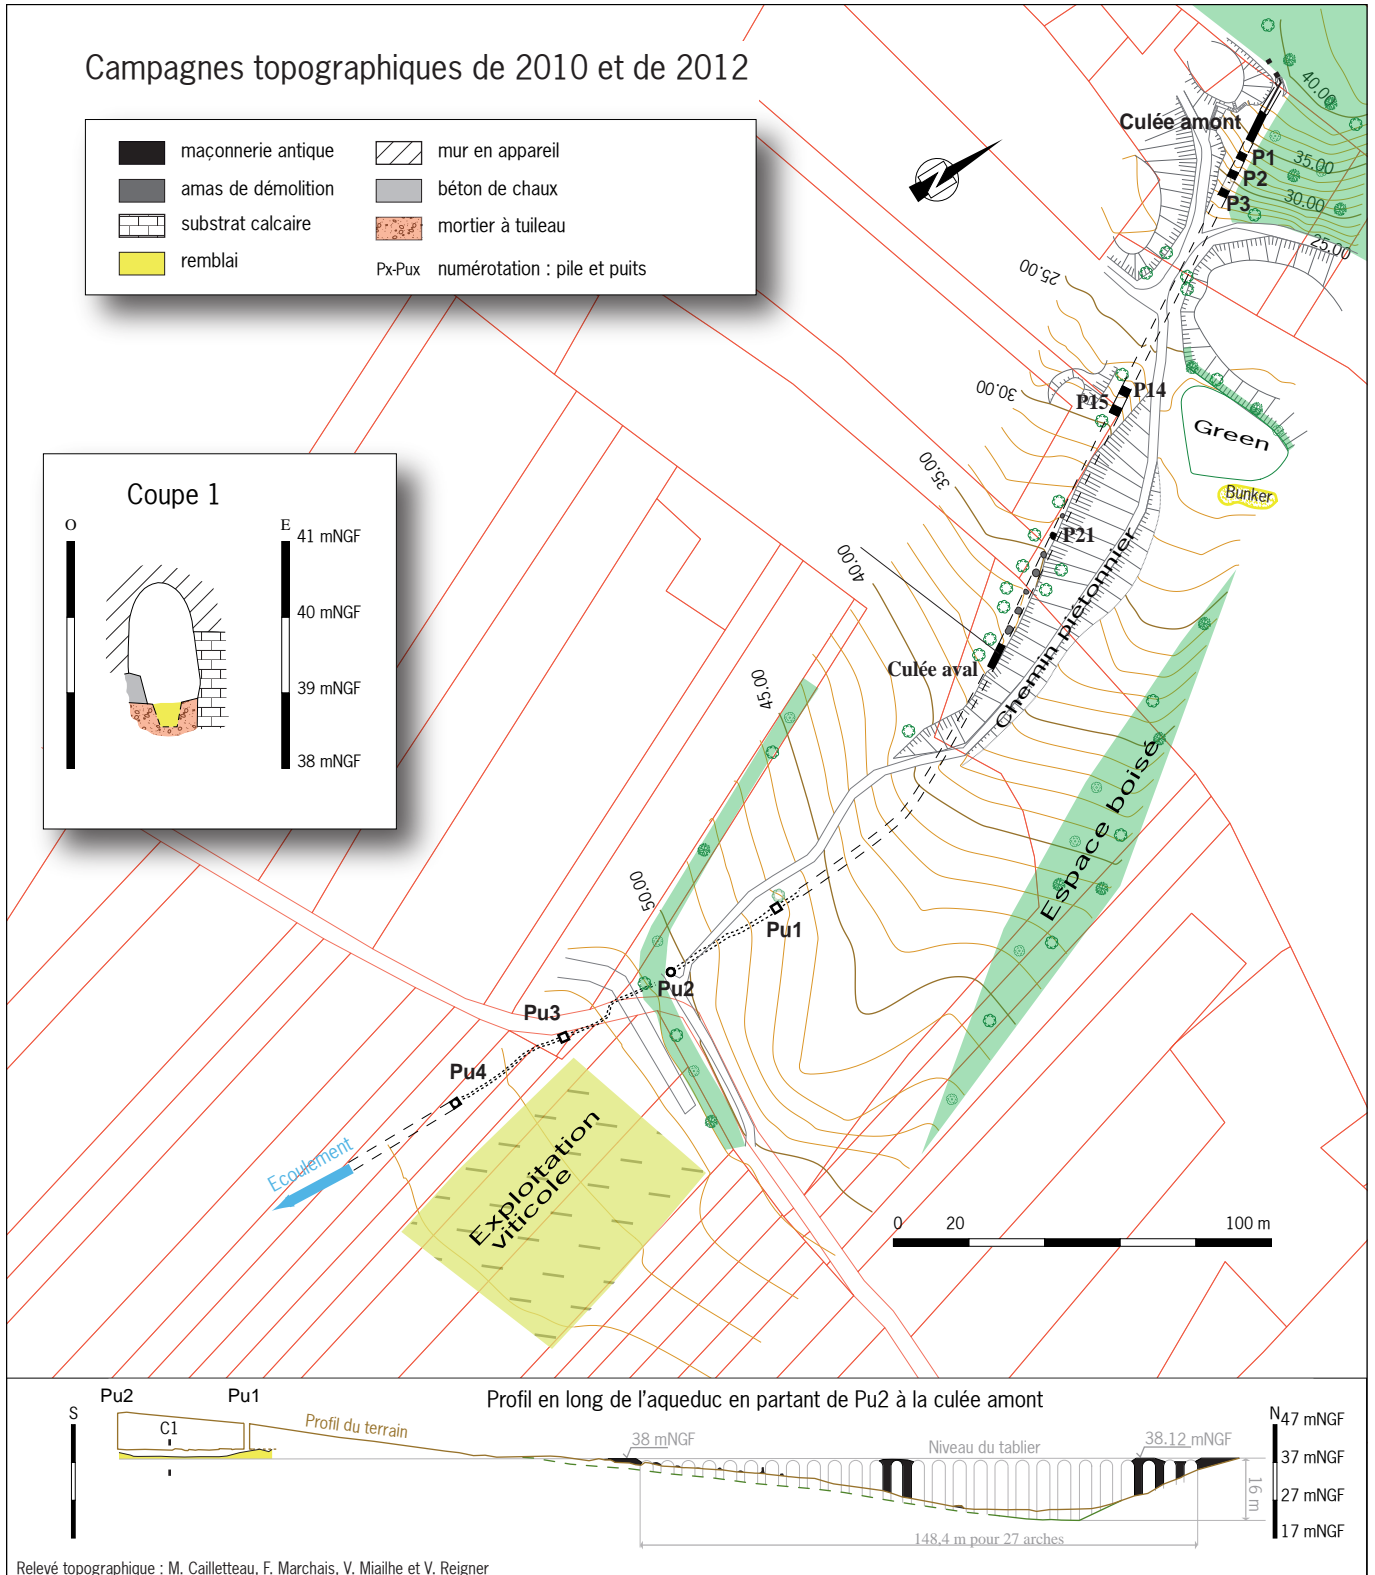 Campagnes topographiques de 2010 et de 2012
maçonnerie antique
mur en appareil
amas de démolition
béton de chaux
substrat calcaire
mortier à tuileau
remblai
Px-Pux numérotation : pile et puits
40.00
Culée amont
P1
35.00
P2
30.00
P3
25.00
25.00
30.00
P14
P15
Green
35.00
Bunker
P21
40.00
Chemin piétonnier
Culée aval
45.00
Espace boisé
50.00
Pu1
Pu2
Pu3
Pu4
Ecoulement
Exploitation
viticole
0 20 100 m
Coupe 1
O E
41 mNGF
40 mNGF
39 mNGF
38 mNGF
Pu2 Pu1
Profil en long de l'aqueduc en partant de Pu2 à la culée amont
S
C1
Profil du terrain
38 mNGF
Niveau du tablier
38.12 mNGF
N
47 mNGF
37 mNGF
27 mNGF
17 mNGF
16 m
148,4 m pour 27 arches
Relevé topographique : M. Cailletteau, F. Marchais, V. Miailhe et V. Reigner